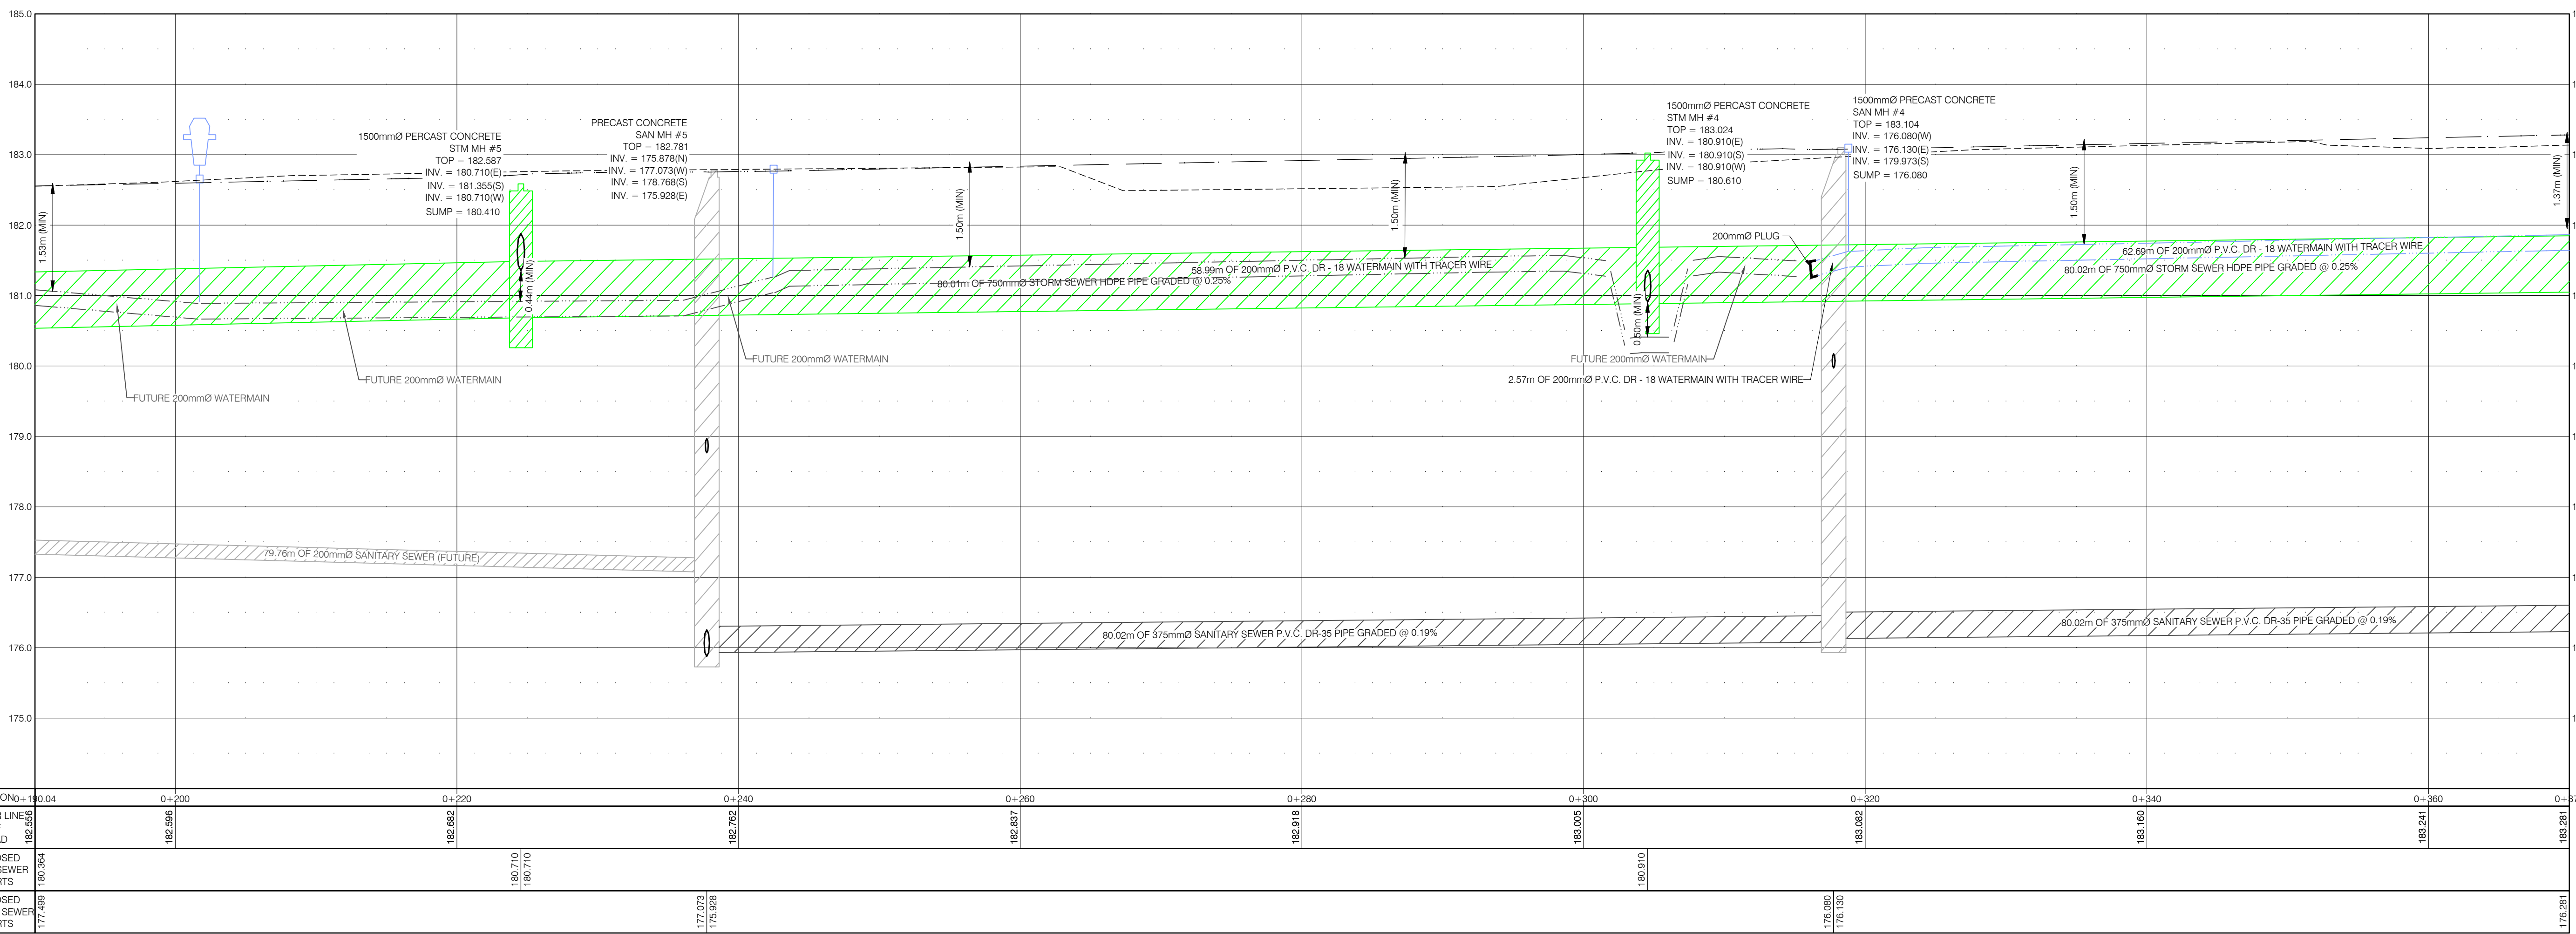 185.0
184.0
183.0
182.0
181.0
180.0
179.0
178.0
177.0
176.0
175.0
1.53m (MIN)
1500mmØ PERCAST CONCRETE
STM MH #5
TOP = 182.587
INV. = 180.710(E)
INV. = 181.355(S)
INV. = 180.710(W)
SUMP = 180.410
PRECAST CONCRETE
SAN MH #5
TOP = 182.781
INV. = 175.878(N)
INV. = 177.073(W)
INV. = 178.768(S)
INV. = 175.928(E)
0.44m (MIN)
1.50m (MIN)
1.50m (MIN)
1500mmØ PERCAST CONCRETE
STM MH #4
TOP = 183.024
INV. = 180.910(E)
INV. = 180.910(S)
INV. = 180.910(W)
SUMP = 180.610
1500mmØ PRECAST CONCRETE
SAN MH #4
TOP = 183.104
INV. = 176.080(W)
INV. = 176.130(E)
INV. = 179.973(S)
SUMP = 176.080
1.50m (MIN)
1.37m (MIN)
200mmØ PLUG
58.99m OF 200mmØ P.V.C. DR - 18 WATERMAIN WITH TRACER WIRE
80.01m OF 750mmØ STORM SEWER HDPE PIPE GRADED @ 0.25%
62.69m OF 200mmØ P.V.C. DR - 18 WATERMAIN WITH TRACER WIRE
80.02m OF 750mmØ STORM SEWER HDPE PIPE GRADED @ 0.25%
0.50m (MIN)
FUTURE 200mmØ WATERMAIN
FUTURE 200mmØ WATERMAIN
FUTURE 200mmØ WATERMAIN
FUTURE 200mmØ WATERMAIN
2.57m OF 200mmØ P.V.C. DR - 18 WATERMAIN WITH TRACER WIRE
79.76m OF 200mmØ SANITARY SEWER (FUTURE)
80.02m OF 375mmØ SANITARY SEWER P.V.C. DR-35 PIPE GRADED @ 0.19%
80.02m OF 375mmØ SANITARY SEWER P.V.C. DR-35 PIPE GRADED @ 0.19%
ION 0+190.04 0+200 0+220 0+240 0+260 0+280 0+300 0+320 0+340 0+360
LINE
182.556 182.596 182.682 182.762 182.837 182.918 183.005 183.082 183.160 183.241 183.281
AD
OSED
SEWER
RTS
180.364 180.710 180.710 180.910
OSED
SEWER
RTS
177.499 177.073 175.928 176.080 176.130 176.281